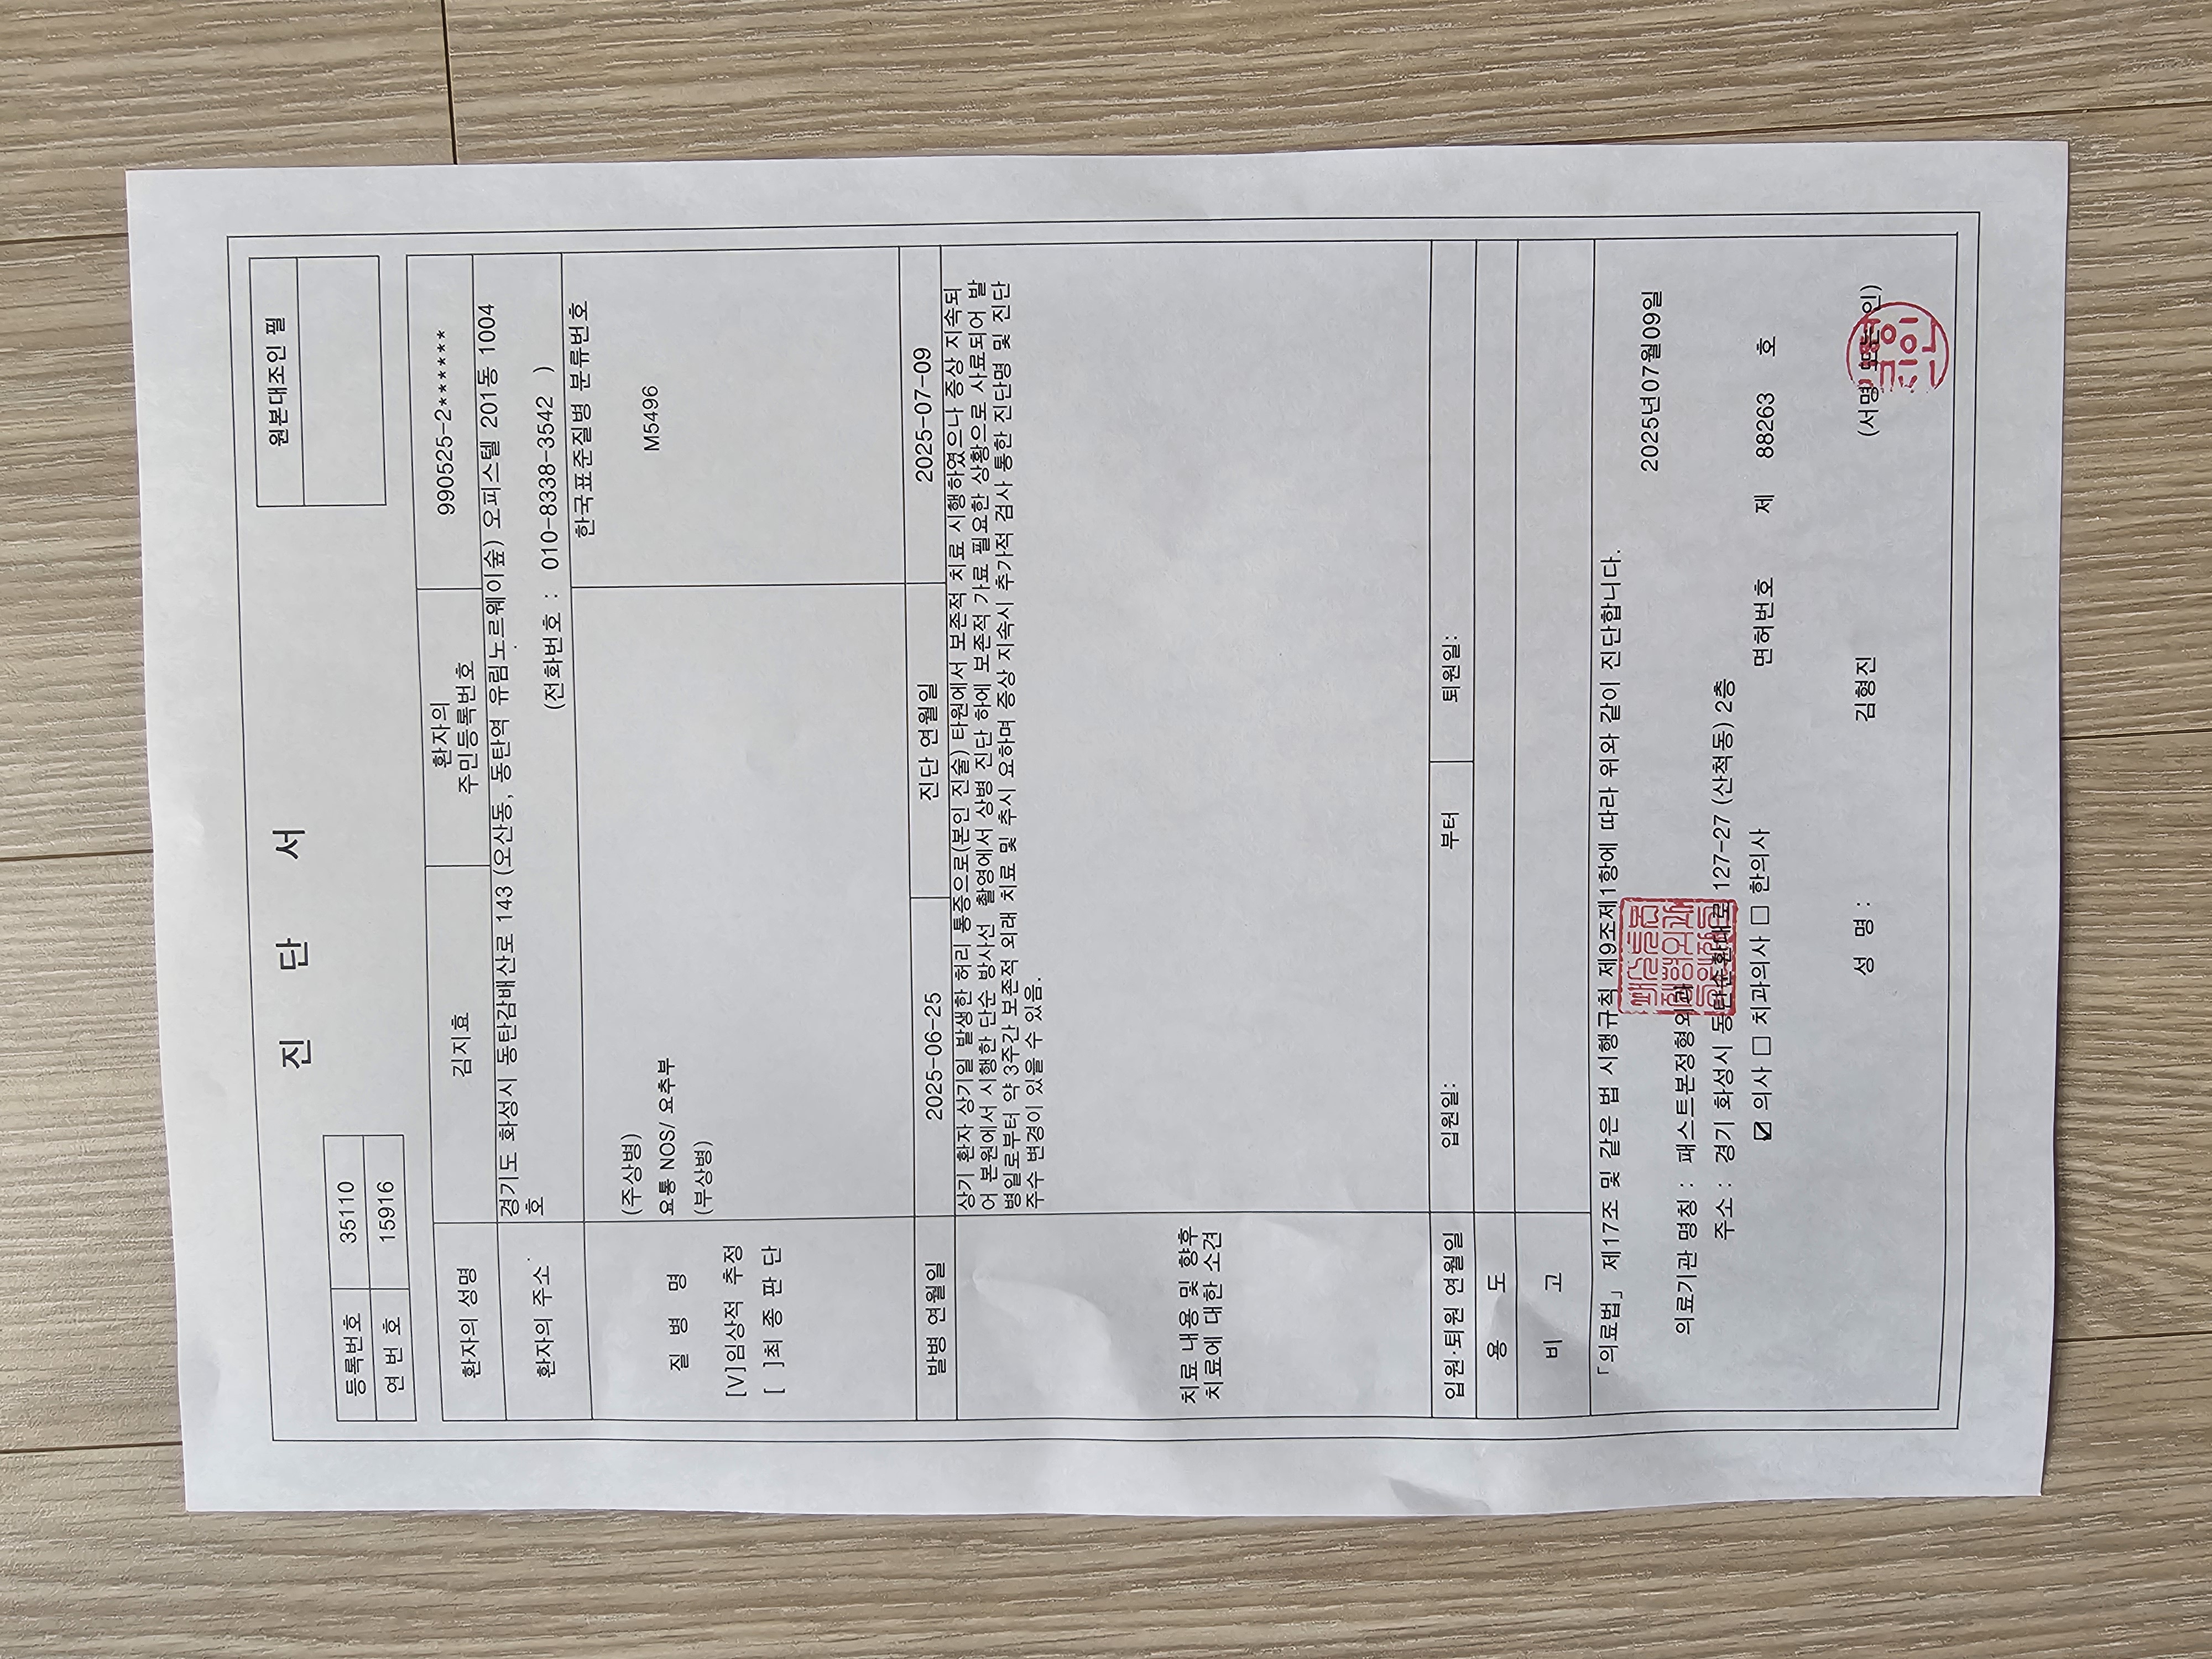 진 단 서
원본대조인 필
등록번호 35110
연 번 호 15916
환자의 성명 김지효 환자의 주민등록번호 990525-2******
환자의 주소 경기도 화성시 동탄감배산로 143 (오산동, 동탄역 유림노르웨이숲) 오피스텔 201동 1004
호
(전화번호 : 010-8338-3542 )
질 병 명
[V]임상적 추정
[ ]최 종 판 단
(주상병)
요통 NOS/ 요추부
(부상병)
한국표준질병 분류번호
M5496
발병 연월일 2025-06-25 진단 연월일 2025-07-09
치료 내용 및 향후
치료에 대한 소견
상기 환자 상기일 발생한 허리 통증으로(본인 진술) 타원에서 보존적 치료 시행하였으나 증상 지속되
어 본원에서 시행한 단순 방사선 촬영에서 상병 진단 하에 보존적 가료 필요한 상황으로 사료되어 발
병일로부터 약 3주간 보존적 외래 치료 및 추시 요하며 증상 지속시 추가적 검사 통한 진단명 및 진단
주수 변경이 있을 수 있음.
입원·퇴원 연월일 입원일: 부터 퇴원일:
용 도
비 고
「의료법」 제17조 및 같은 법 시행규칙 제9조제1항에 따라 위와 같이 진단합니다.
2025년07월09일
의료기관 명칭 : 패스트본정형외과
주소 : 경기 화성시 동탄순환대로 127-27 (산척동) 2층
☑ 의사 □ 치과의사 □ 한의사 면허번호 제 88263 호
성 명 : 김형진 (서명 또는 인)